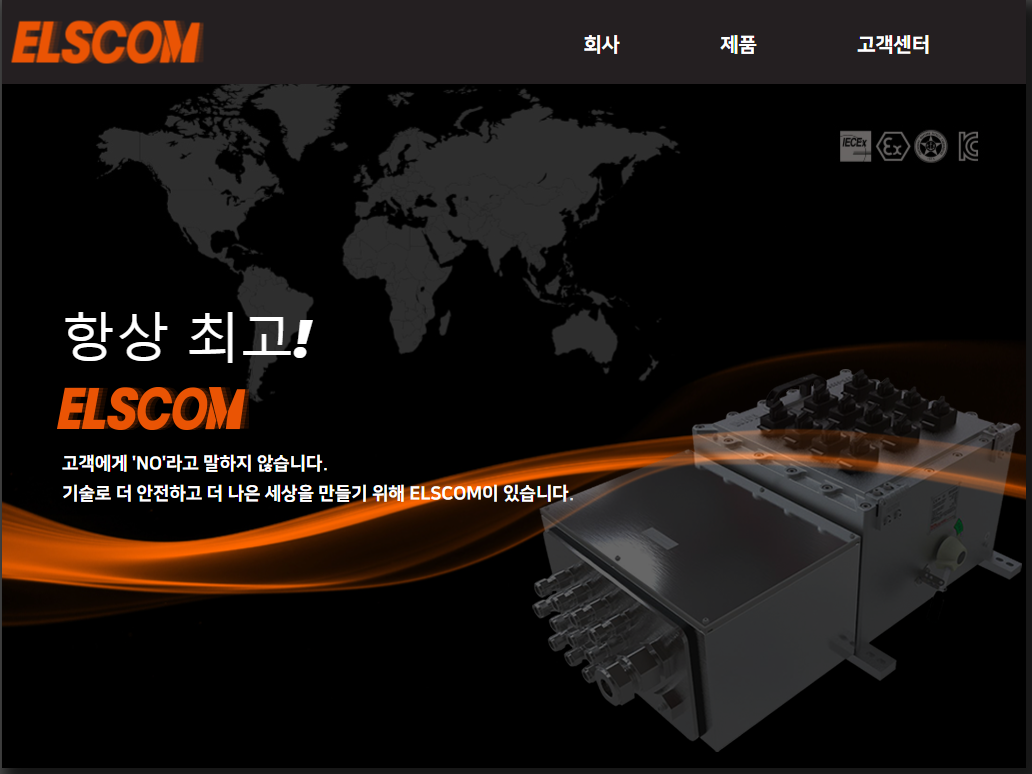 ELSCOM
회사 제품 고객센터
IECEx Ex KC
항상 최고!
ELSCOM
고객에게 'NO'라고 말하지 않습니다.
기술로 더 안전하고 더 나은 세상을 만들기 위해 ELSCOM이 있습니다.